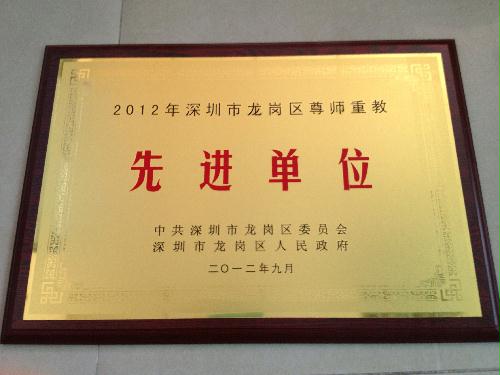 2012年深圳市龙岗区尊师重教
先进单位
中共深圳市龙岗区委员会
深圳市龙岗区人民政府
二〇一二年九月